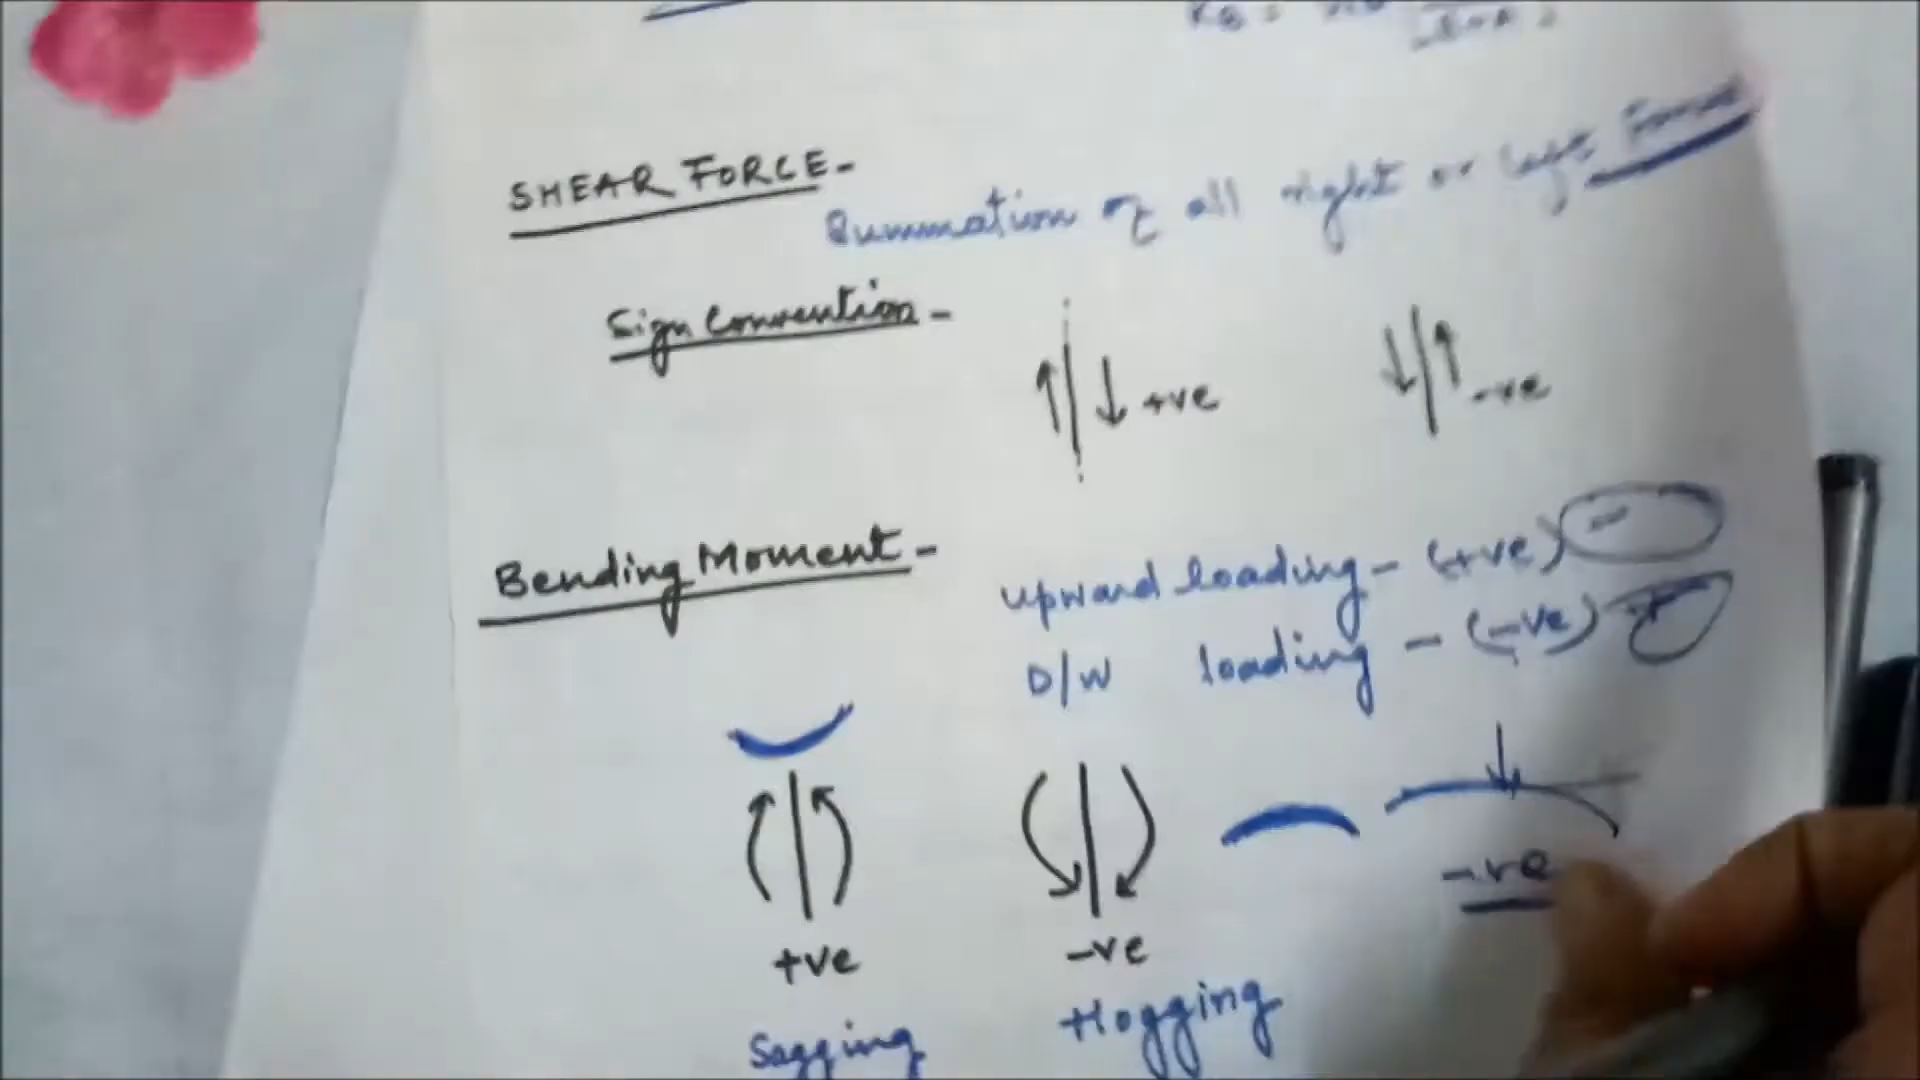 SHEAR FORCE-
Summation of all right or left Forces
Sign Convention-
+ve
-ve
Bending Moment-
upward loading - (+ve)
D/W loading - (-ve)
-ve
+ve
-ve
Sagging
Hogging